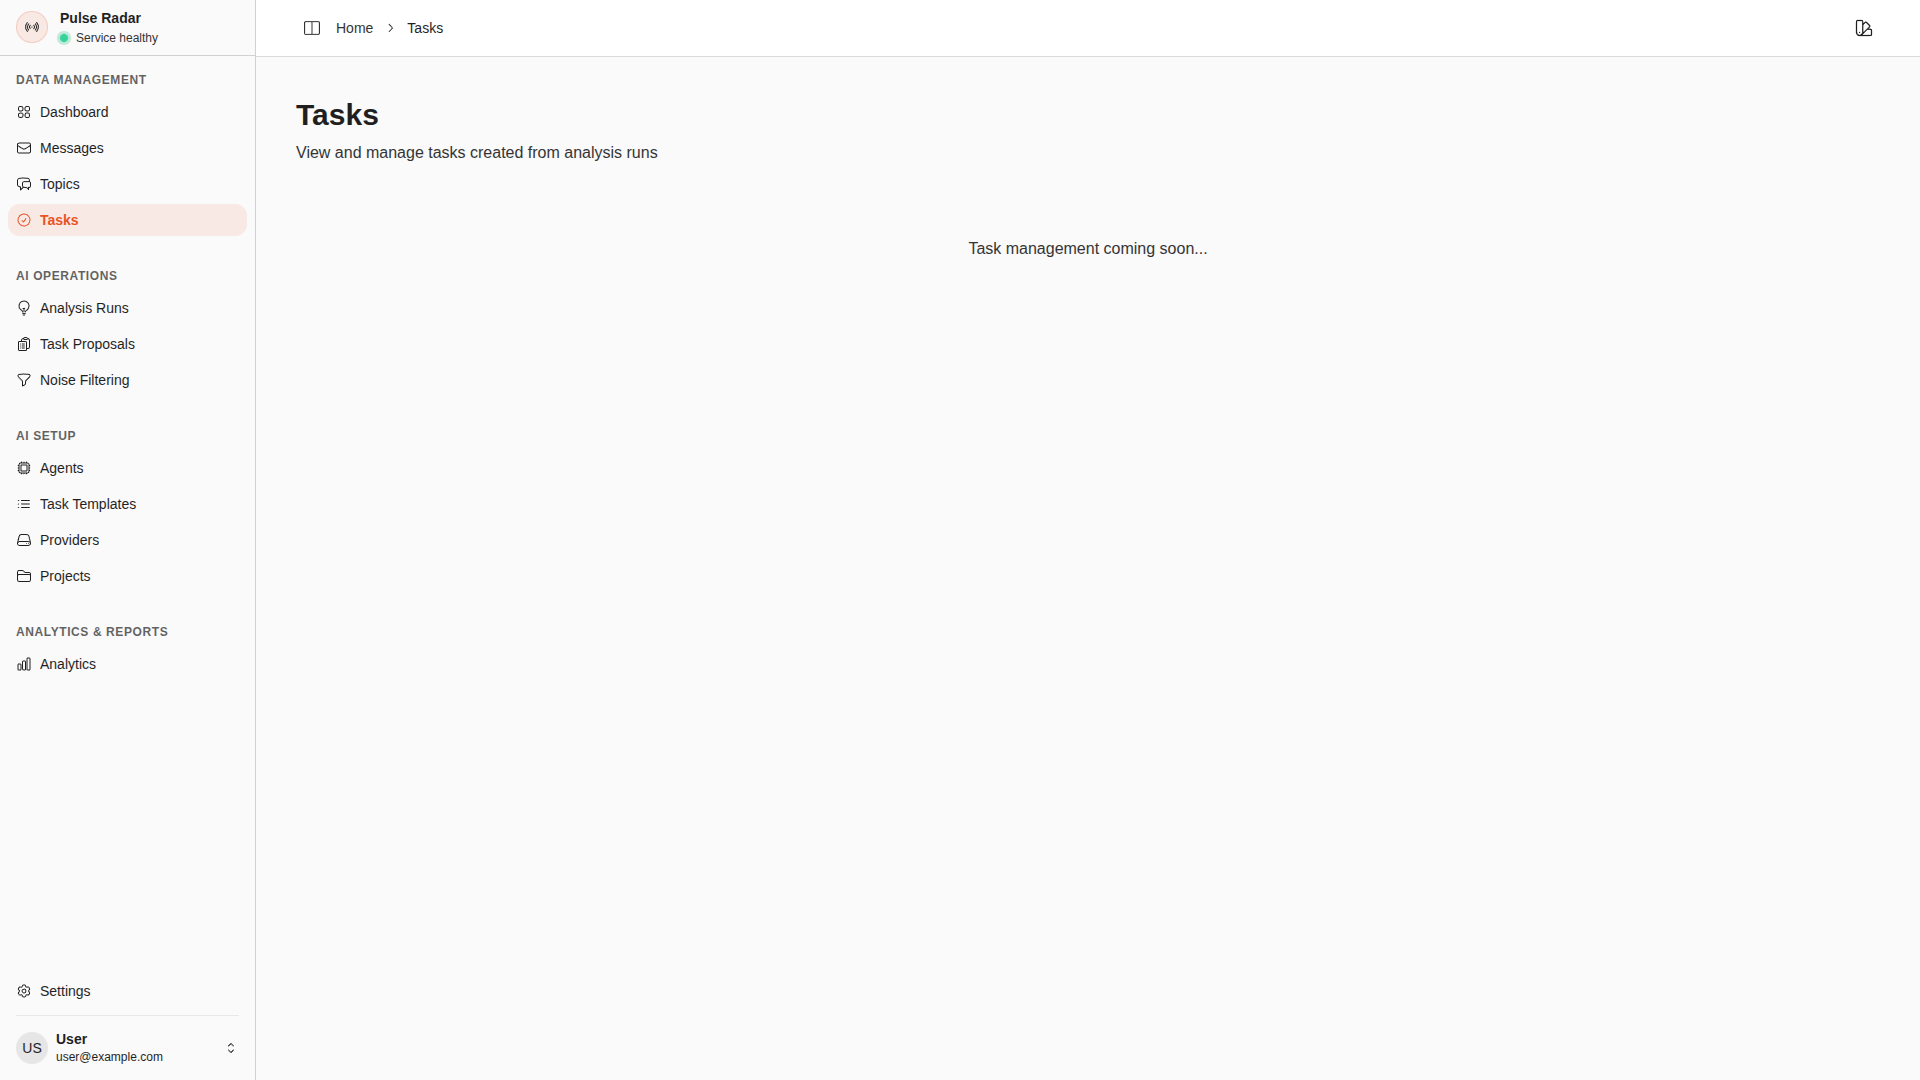 Pulse Radar
Service healthy
DATA MANAGEMENT
Dashboard
Messages
Topics
Tasks
AI OPERATIONS
Analysis Runs
Task Proposals
Noise Filtering
AI SETUP
Agents
Task Templates
Providers
Projects
ANALYTICS & REPORTS
Analytics
Settings
US
User
user@example.com
Home
Tasks
Tasks
View and manage tasks created from analysis runs
Task management coming soon...